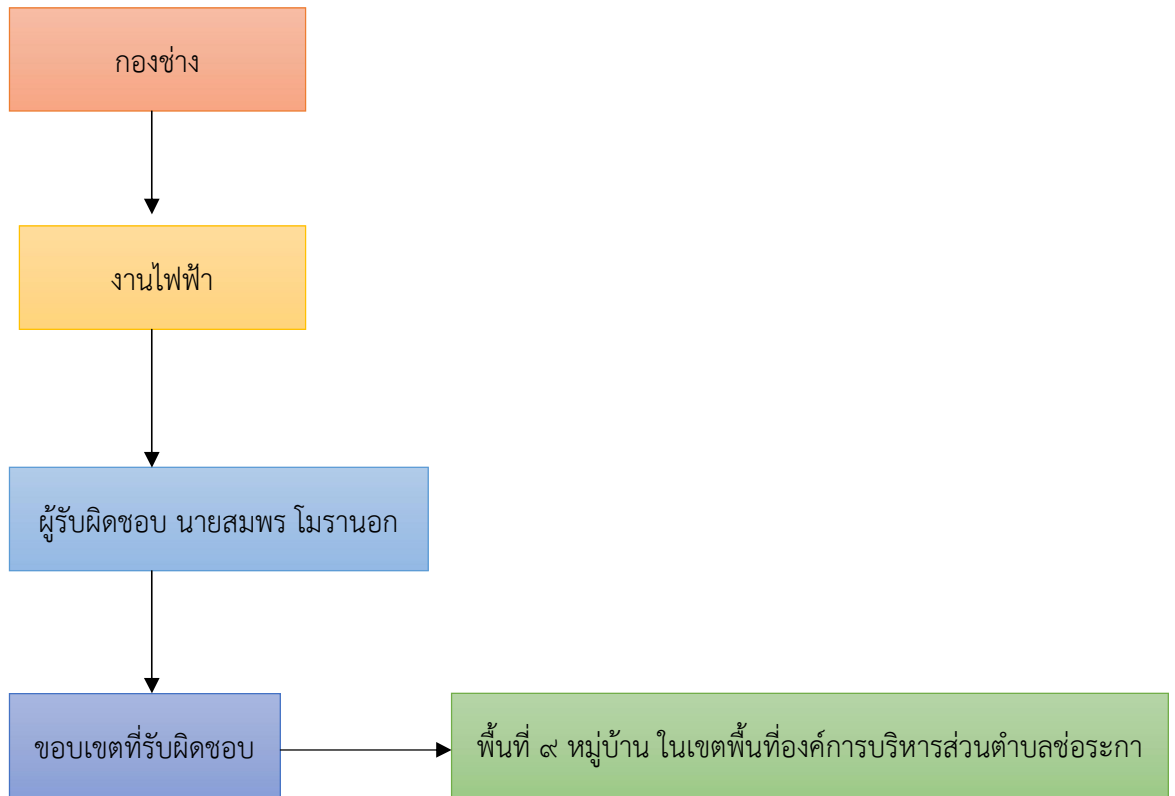 กองช่าง
งานไฟฟ้า
ผู้รับผิดชอบ นายสมพร โมรานอก
ขอบเขตที่รับผิดชอบ
พื้นที่ ๙ หมู่บ้าน ในเขตพื้นที่องค์การบริหารส่วนตำบลช่อระกา